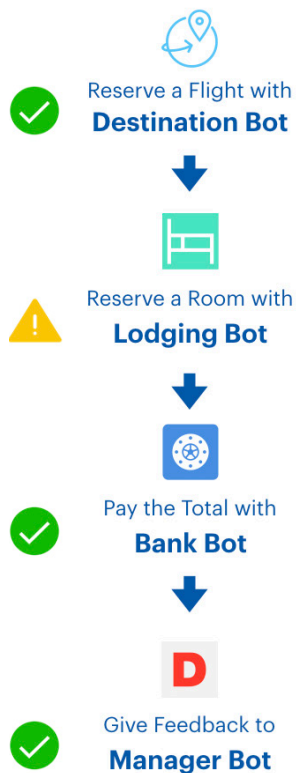 Reserve a Flight with
Destination Bot
Reserve a Room with
Lodging Bot
Pay the Total with
Bank Bot
D
Give Feedback to
Manager Bot